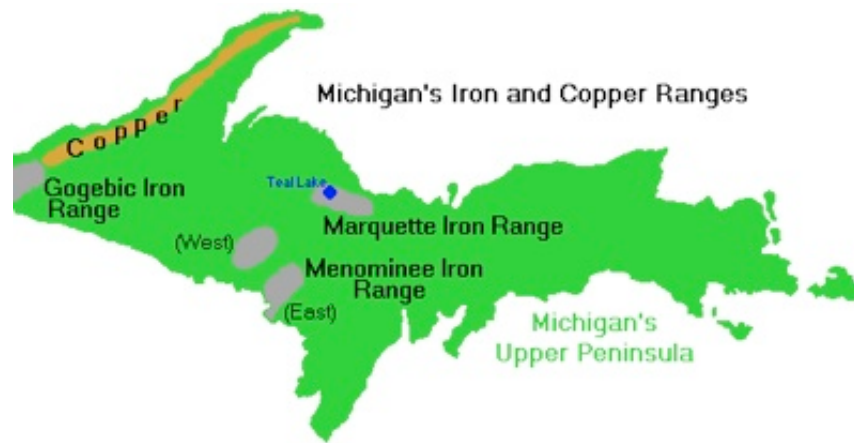 Michigan's Iron and Copper Ranges
Copper
Teal Lake
Gogebic Iron
Range
Marquette Iron Range
(West)
Menominee Iron
Range
(East)
Michigan's
Upper Peninsula